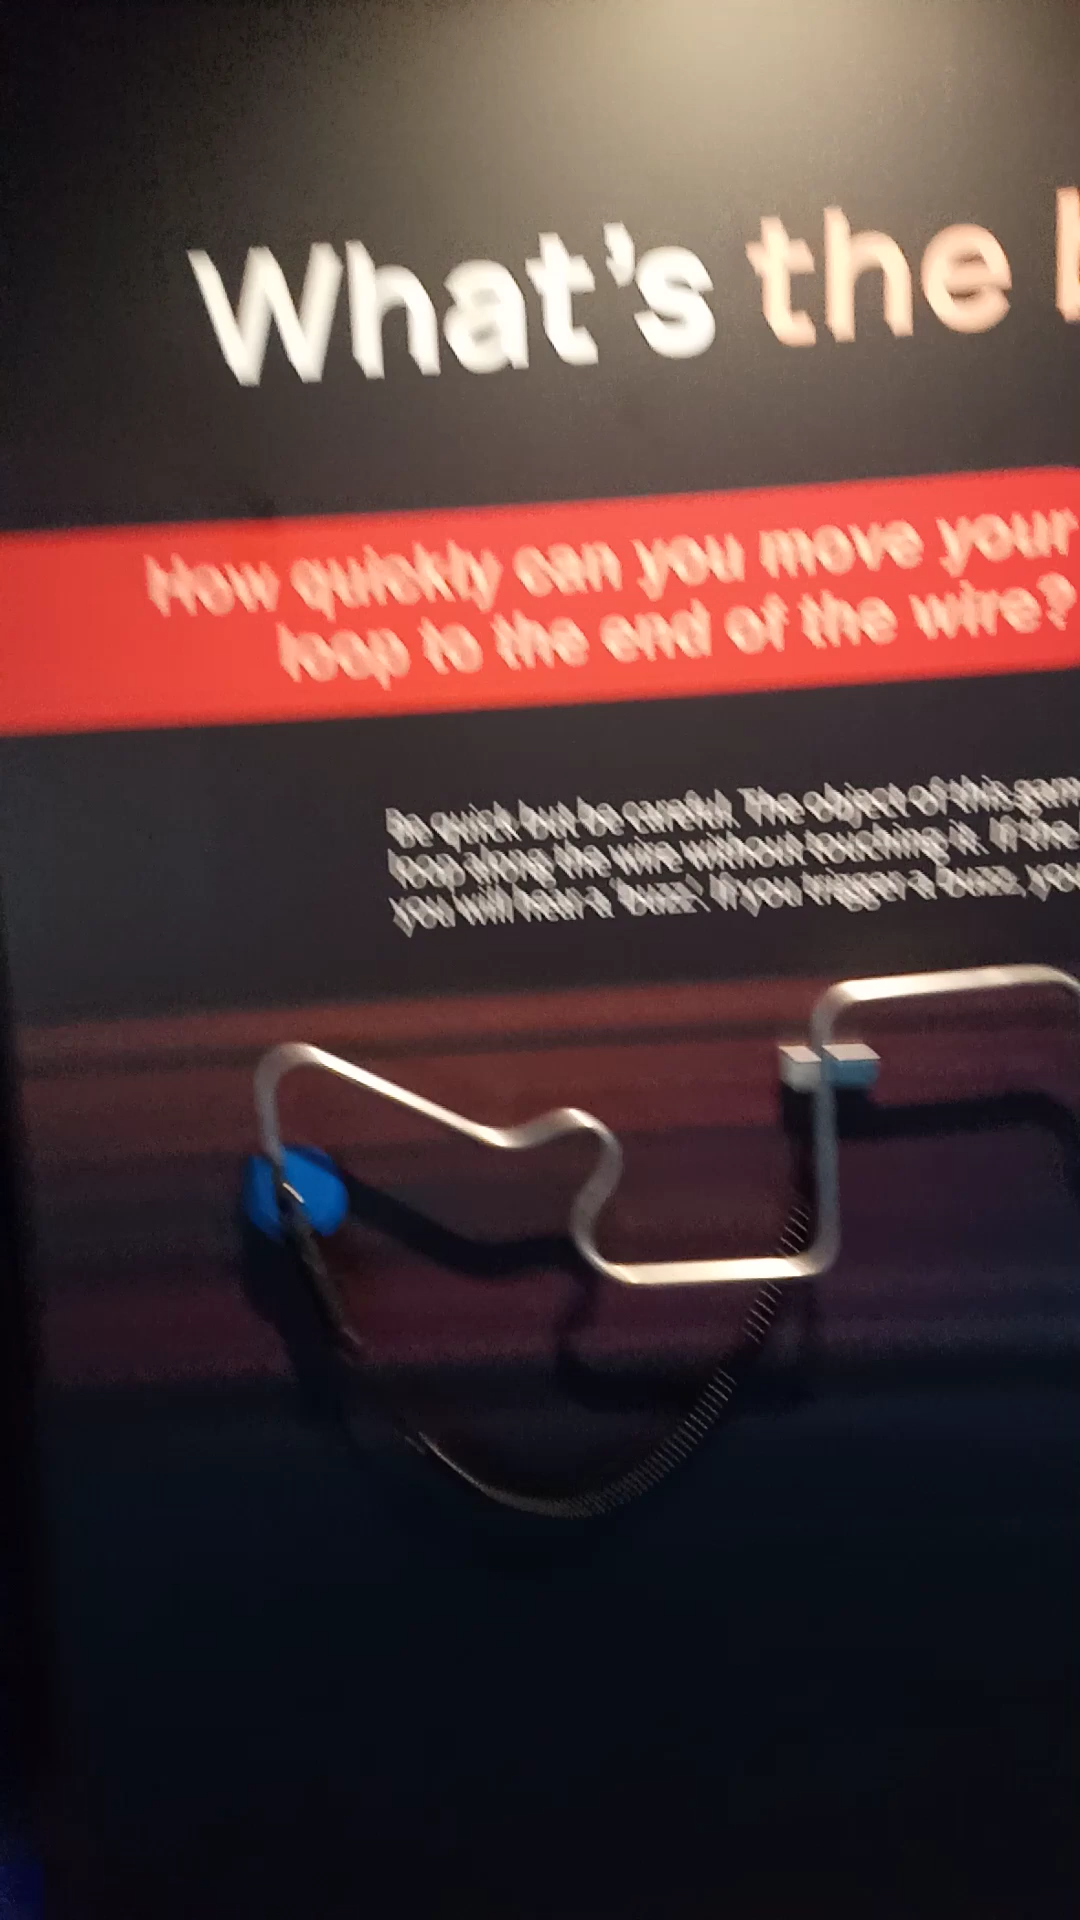 What's the
How quickly can you move your
loop to the end of the wire?
Be quick but be careful. The object of this gam
loop along the wire without touching it. If the
you will hear a 'buzz'. If you trigger a buzz, you